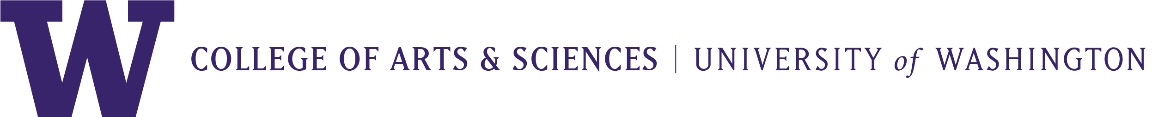 W COLLEGE OF ARTS & SCIENCES | UNIVERSITY of WASHINGTON